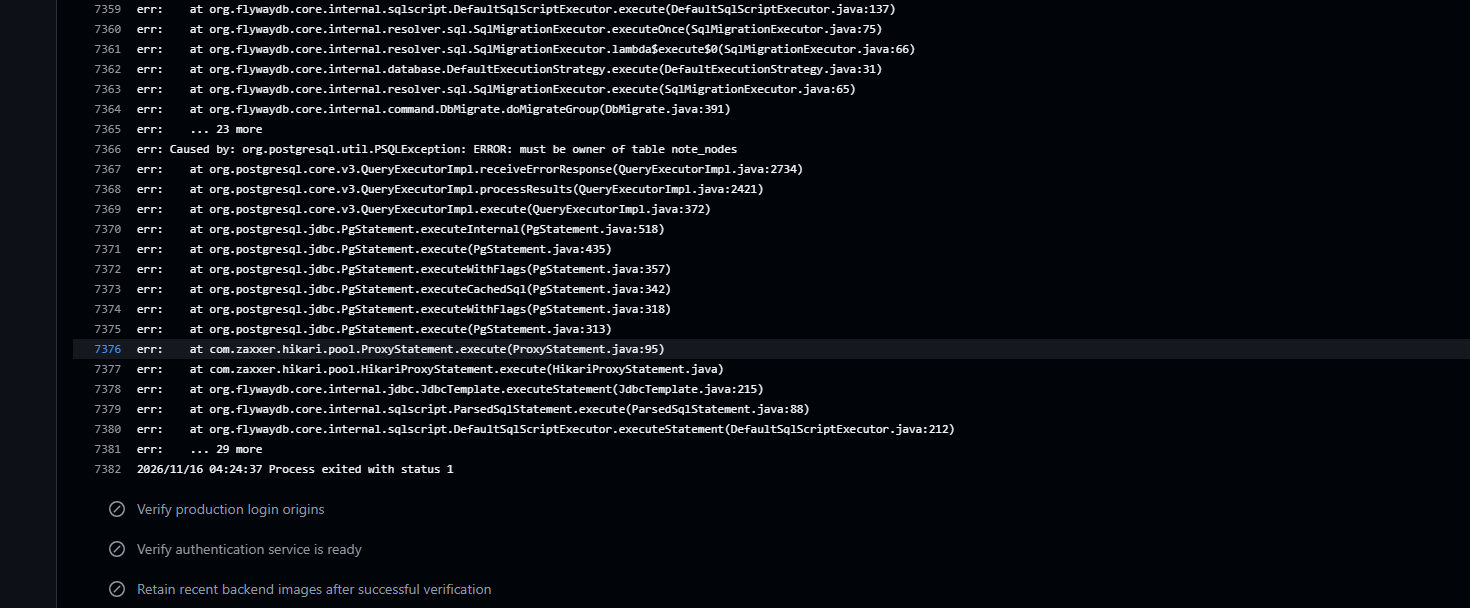 7359 err:    at org.flywaydb.core.internal.sqlscript.DefaultSqlScriptExecutor.execute(DefaultSqlScriptExecutor.java:137)
7360 err:    at org.flywaydb.core.internal.resolver.sql.SqlMigrationExecutor.executeOnce(SqlMigrationExecutor.java:75)
7361 err:    at org.flywaydb.core.internal.resolver.sql.SqlMigrationExecutor.lambda$execute$0(SqlMigrationExecutor.java:66)
7362 err:    at org.flywaydb.core.internal.database.DefaultExecutionStrategy.execute(DefaultExecutionStrategy.java:31)
7363 err:    at org.flywaydb.core.internal.resolver.sql.SqlMigrationExecutor.execute(SqlMigrationExecutor.java:65)
7364 err:    at org.flywaydb.core.internal.command.DbMigrate.doMigrateGroup(DbMigrate.java:391)
7365 err:    ... 23 more
7366 err: Caused by: org.postgresql.util.PSQLException: ERROR: must be owner of table note_nodes
7367 err:    at org.postgresql.core.v3.QueryExecutorImpl.receiveErrorResponse(QueryExecutorImpl.java:2734)
7368 err:    at org.postgresql.core.v3.QueryExecutorImpl.processResults(QueryExecutorImpl.java:2421)
7369 err:    at org.postgresql.core.v3.QueryExecutorImpl.execute(QueryExecutorImpl.java:372)
7370 err:    at org.postgresql.jdbc.PgStatement.executeInternal(PgStatement.java:518)
7371 err:    at org.postgresql.jdbc.PgStatement.execute(PgStatement.java:435)
7372 err:    at org.postgresql.jdbc.PgStatement.executeWithFlags(PgStatement.java:357)
7373 err:    at org.postgresql.jdbc.PgStatement.executeCachedSql(PgStatement.java:342)
7374 err:    at org.postgresql.jdbc.PgStatement.executeWithFlags(PgStatement.java:318)
7375 err:    at org.postgresql.jdbc.PgStatement.execute(PgStatement.java:313)
7376 err:    at com.zaxxer.hikari.pool.ProxyStatement.execute(ProxyStatement.java:95)
7377 err:    at com.zaxxer.hikari.pool.HikariProxyStatement.execute(HikariProxyStatement.java)
7378 err:    at org.flywaydb.core.internal.jdbc.JdbcTemplate.executeStatement(JdbcTemplate.java:215)
7379 err:    at org.flywaydb.core.internal.sqlscript.ParsedSqlStatement.execute(ParsedSqlStatement.java:88)
7380 err:    at org.flywaydb.core.internal.sqlscript.DefaultSqlScriptExecutor.executeStatement(DefaultSqlScriptExecutor.java:212)
7381 err:    ... 29 more
7382 2026/11/16 04:24:37 Process exited with status 1
Verify production login origins
Verify authentication service is ready
Retain recent backend images after successful verification